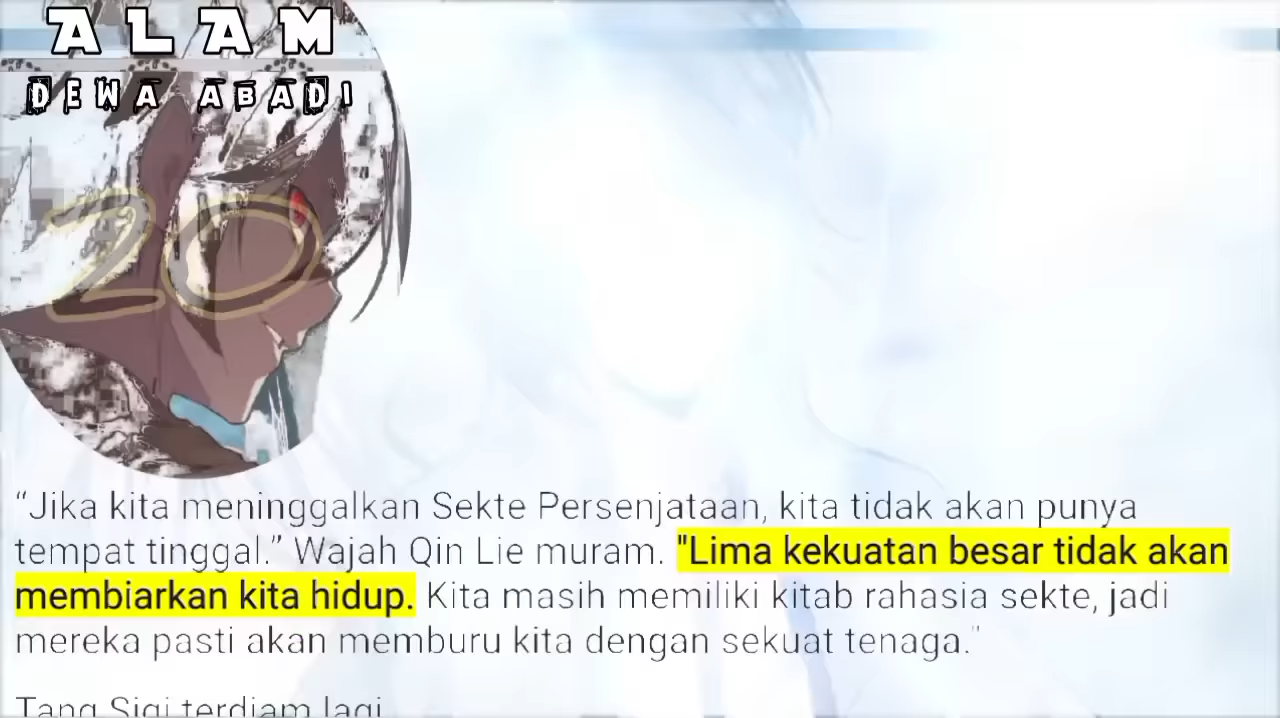 ALAM
DEWA ABADI
20
“Jika kita meninggalkan Sekte Persenjataan, kita tidak akan punya
tempat tinggal.” Wajah Qin Lie muram. "Lima kekuatan besar tidak akan
membiarkan kita hidup. Kita masih memiliki kitab rahasia sekte, jadi
mereka pasti akan memburu kita dengan sekuat tenaga."
Tang Siqi terdiam lagi